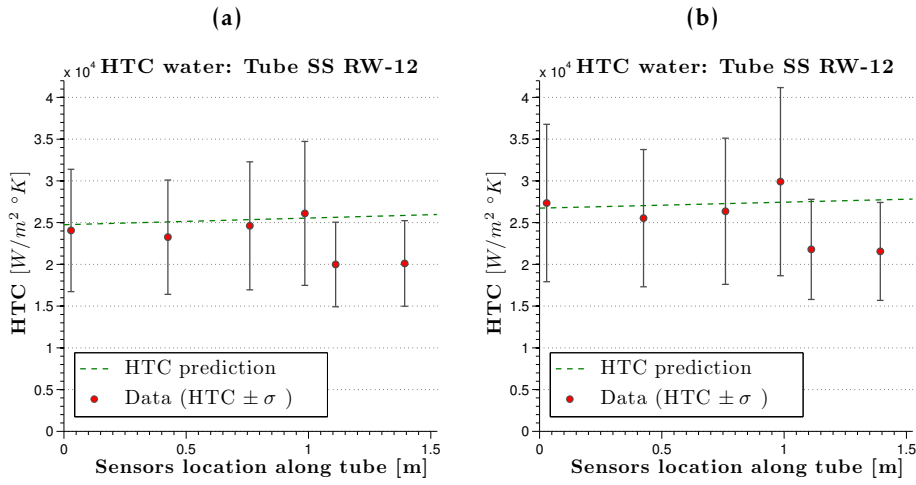 (a)
x 10⁴ HTC water: Tube SS RW-12
4
3.5
3
2.5
2
1.5
1
0.5
0
HTC [W/m² °K]
HTC prediction
Data (HTC ± σ )
0 0.5 1 1.5
Sensors location along tube [m]
(b)
x 10⁴ HTC water: Tube SS RW-12
4
3.5
3
2.5
2
1.5
1
0.5
0
HTC [W/m² °K]
HTC prediction
Data (HTC ± σ )
0 0.5 1 1.5
Sensors location along tube [m]